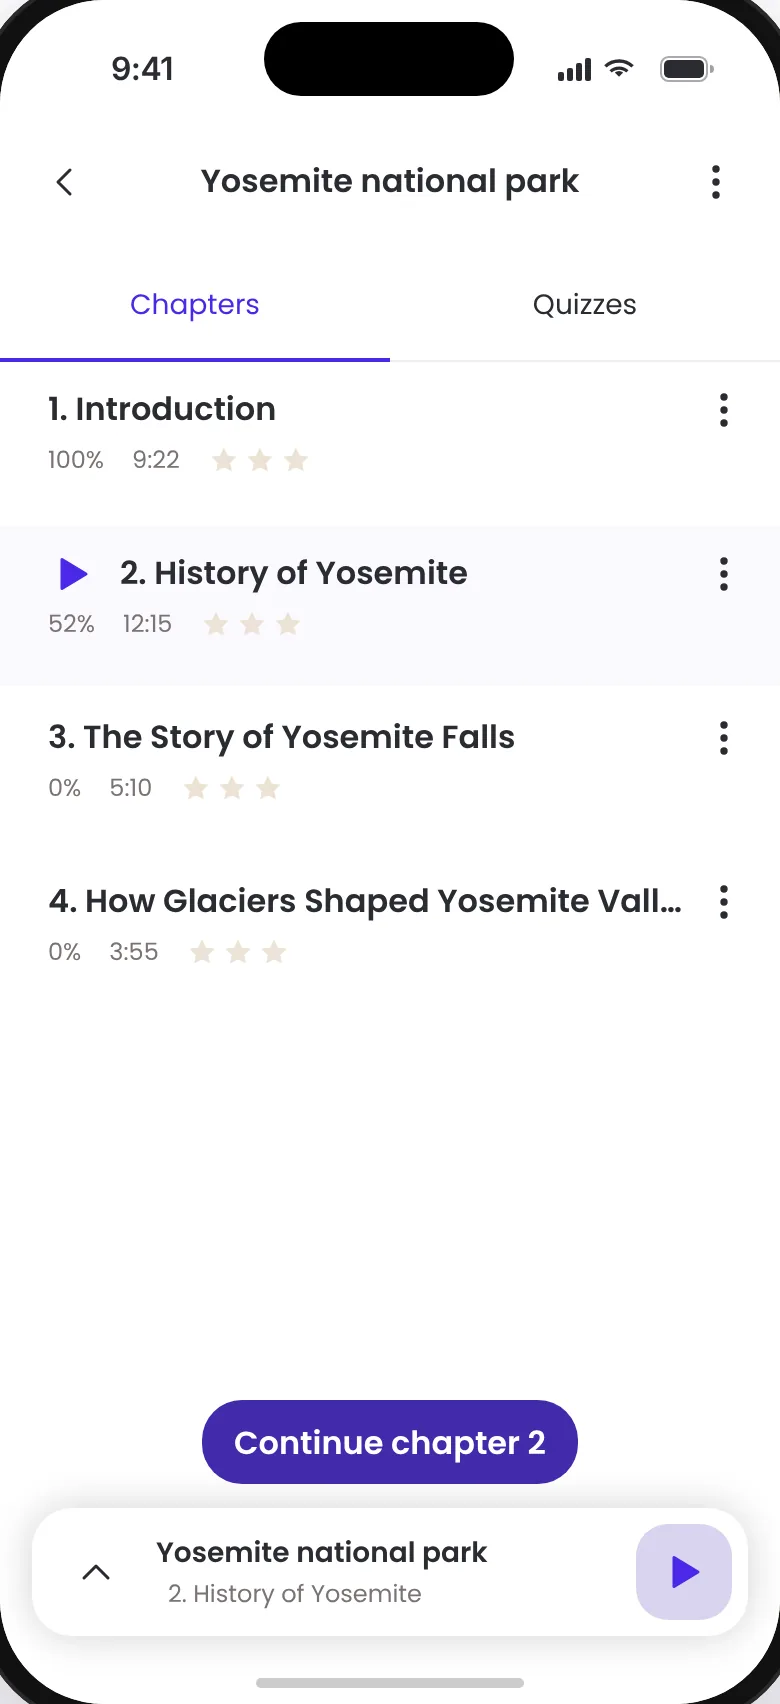 9:41
Yosemite national park
Chapters Quizzes
1. Introduction
100% 9:22
2. History of Yosemite
52% 12:15
3. The Story of Yosemite Falls
0% 5:10
4. How Glaciers Shaped Yosemite Vall...
0% 3:55
Continue chapter 2
Yosemite national park
2. History of Yosemite